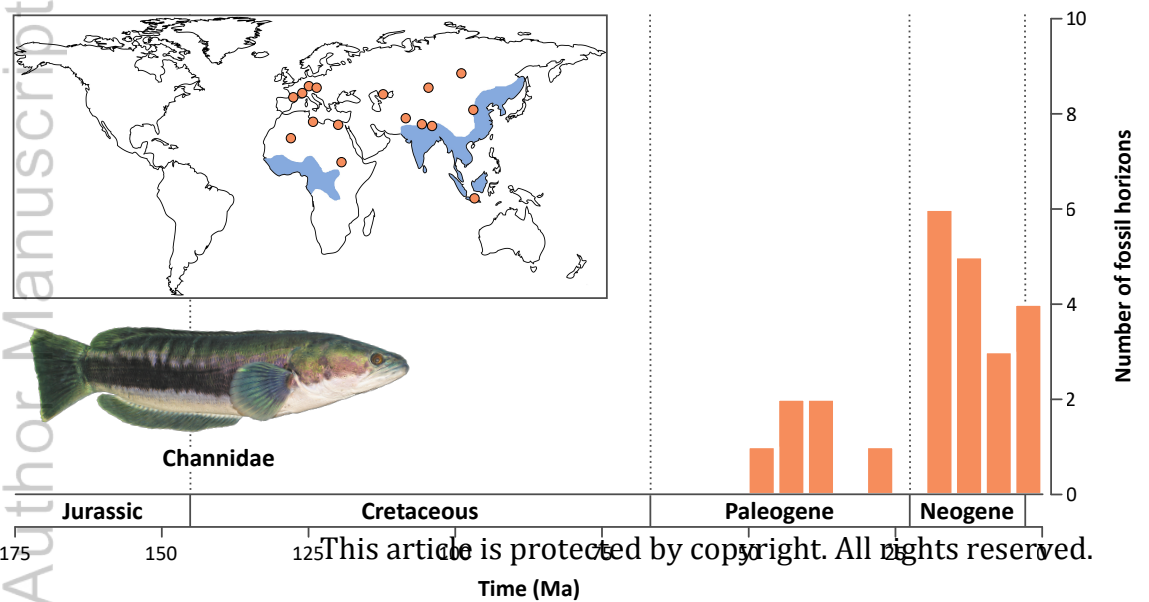 Author Manuscript
10
8
6
4
2
0
Number of fossil horizons
Channidae
Jurassic Cretaceous Paleogene Neogene
175 150 125 100 75 50 25 0
This article is protected by copyright. All rights reserved.
Time (Ma)